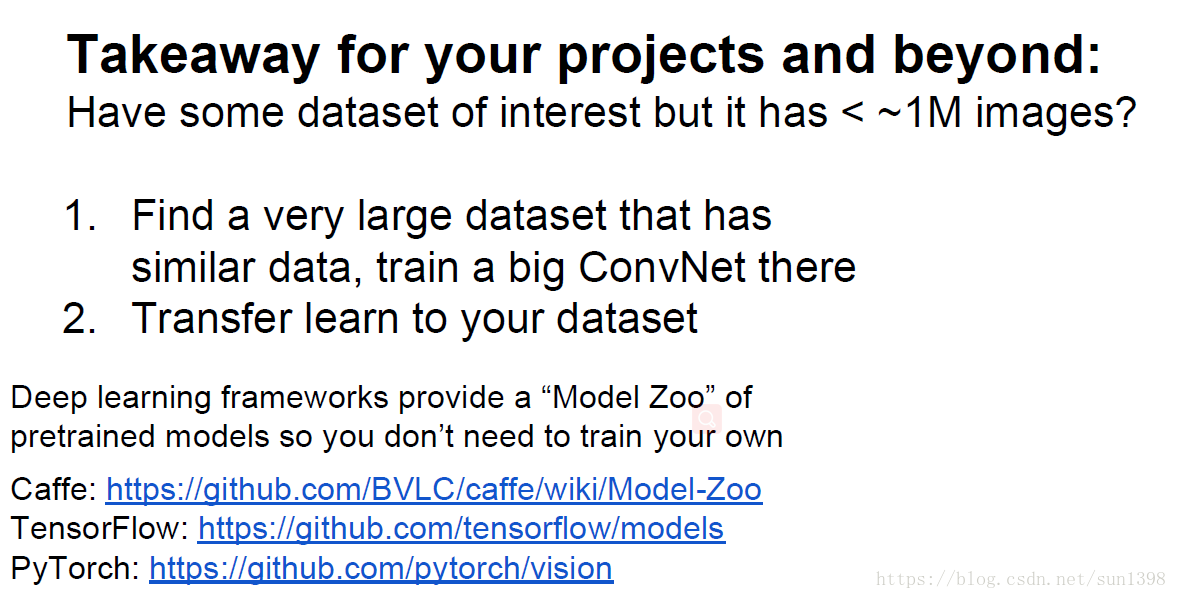 Takeaway for your projects and beyond:
Have some dataset of interest but it has < ~1M images?
1. Find a very large dataset that has
similar data, train a big ConvNet there
2. Transfer learn to your dataset
Deep learning frameworks provide a “Model Zoo” of
pretrained models so you don’t need to train your own
Caffe: https://github.com/BVLC/caffe/wiki/Model-Zoo
TensorFlow: https://github.com/tensorflow/models
PyTorch: https://github.com/pytorch/vision
https://blog.csdn.net/sun1398